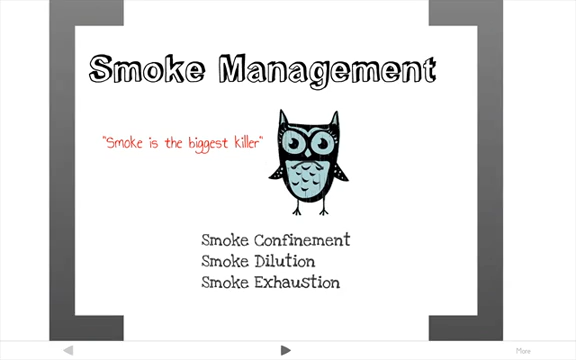 Smoke Management
"Smoke is the biggest killer"
Smoke Confinement
Smoke Dilution
Smoke Exhaustion
More